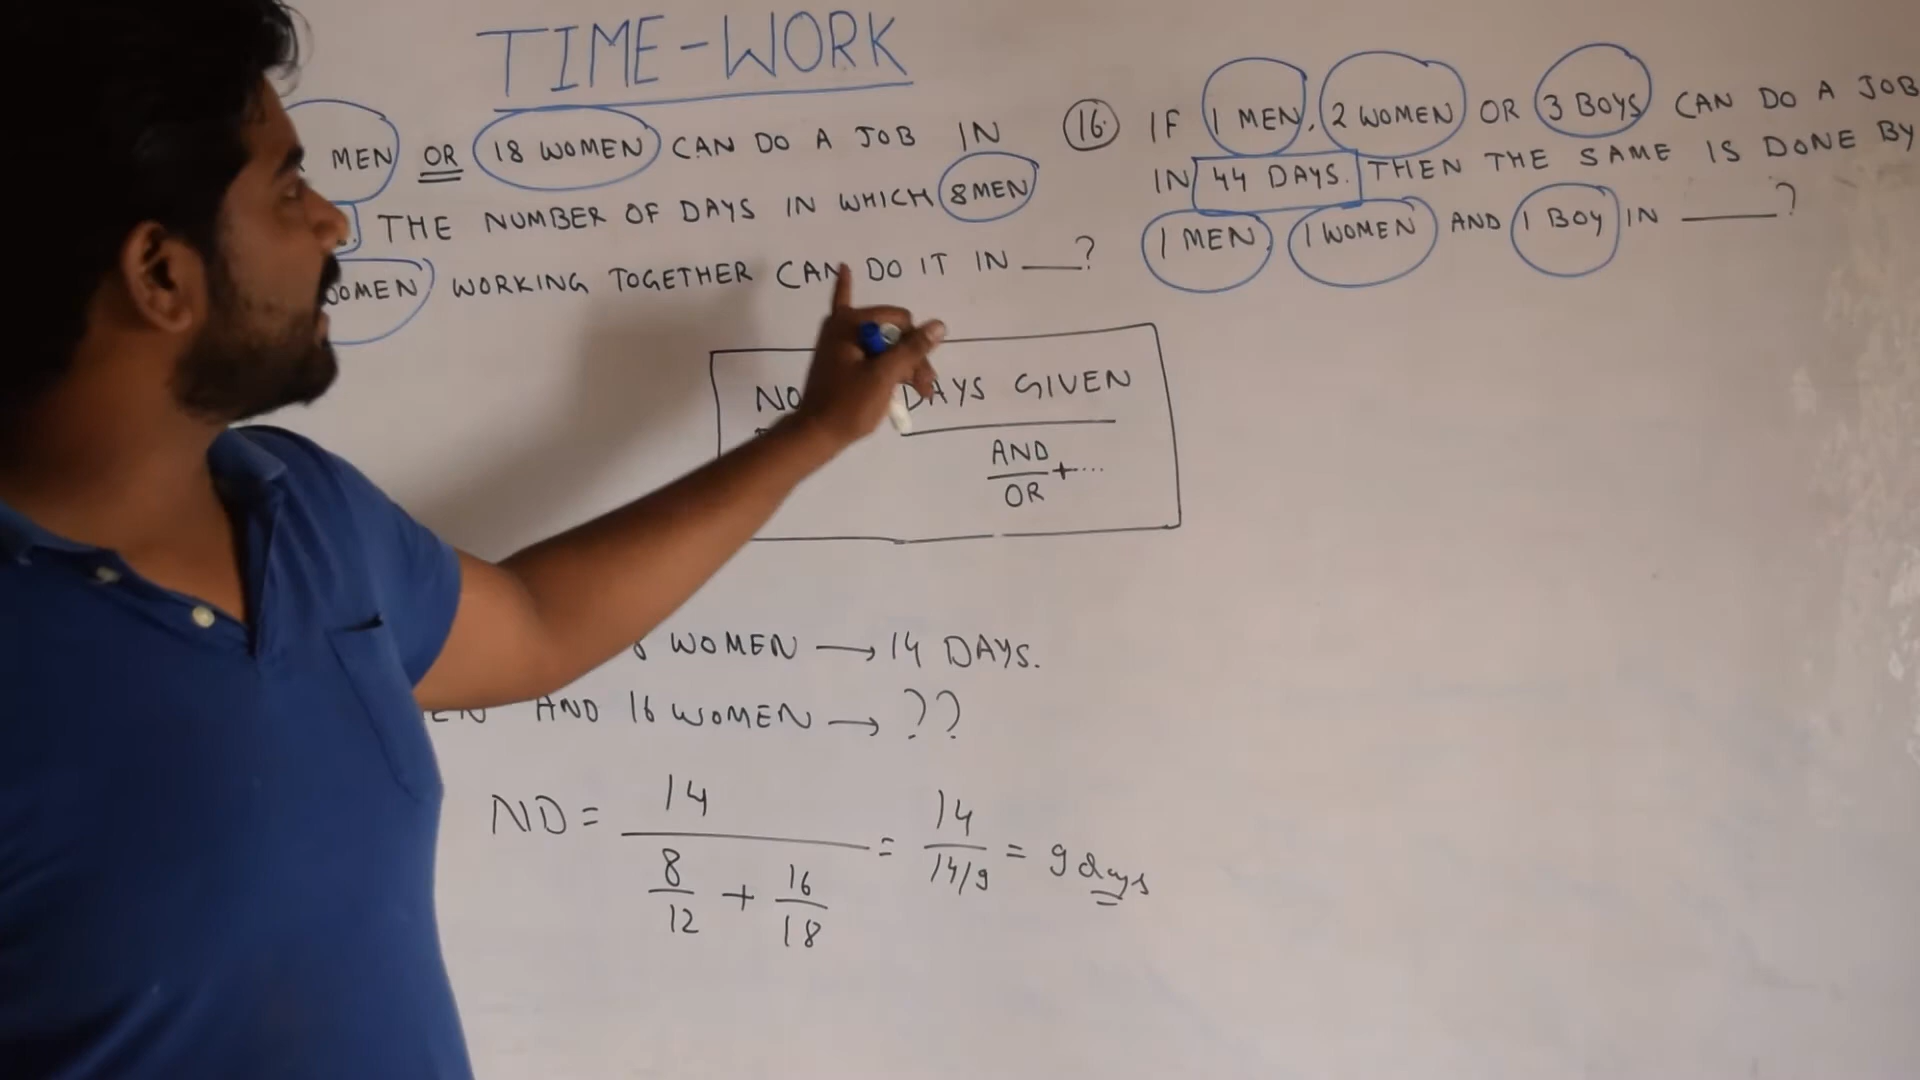 TIME-WORK
MEN OR 18 WOMEN CAN DO A JOB IN
THE NUMBER OF DAYS IN WHICH 8 MEN
WOMEN WORKING TOGETHER CAN DO IT IN ___?
16. IF 1 MEN, 2 WOMEN OR 3 BOYS CAN DO A JOB
IN 44 DAYS. THEN THE SAME IS DONE BY
1 MEN, 1 WOMEN AND 1 BOY IN ___?
NO DAYS GIVEN
AND
OR + ...
8 WOMEN → 14 DAYS.
EN AND 16 WOMEN → ??
ND = 14 / (8/12 + 16/18) = 14 / (14/9) = 9 days